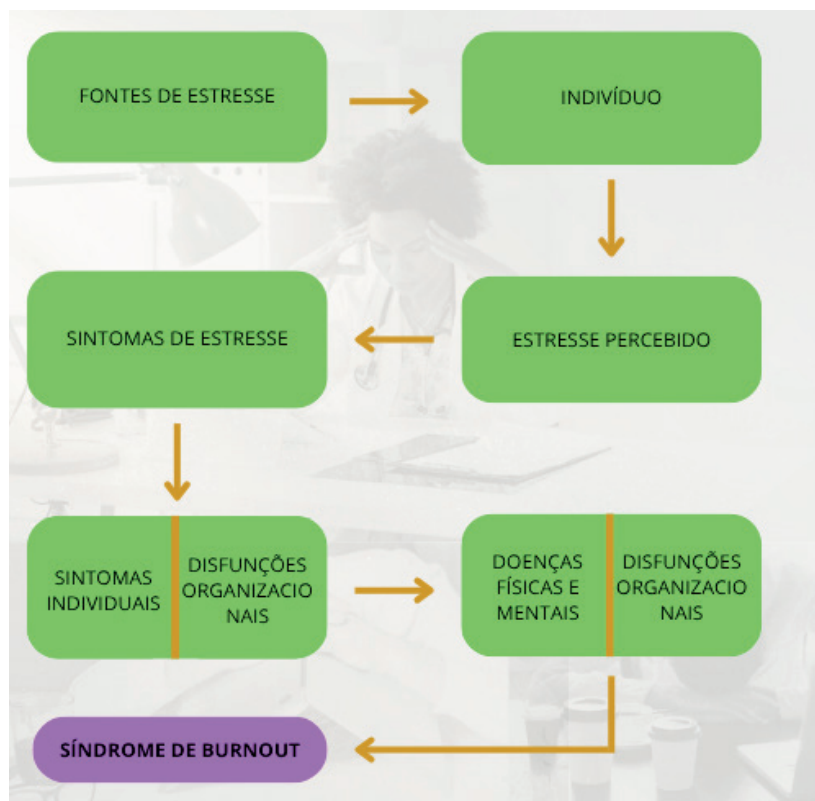 FONTES DE ESTRESSE
INDIVÍDUO
SINTOMAS DE ESTRESSE
ESTRESSE PERCEBIDO
SINTOMAS
INDIVIDUAIS
DISFUNÇÕES
ORGANIZACIO
NAIS
DOENÇAS
FÍSICAS E
MENTAIS
DISFUNÇÕES
ORGANIZACIO
NAIS
SÍNDROME DE BURNOUT